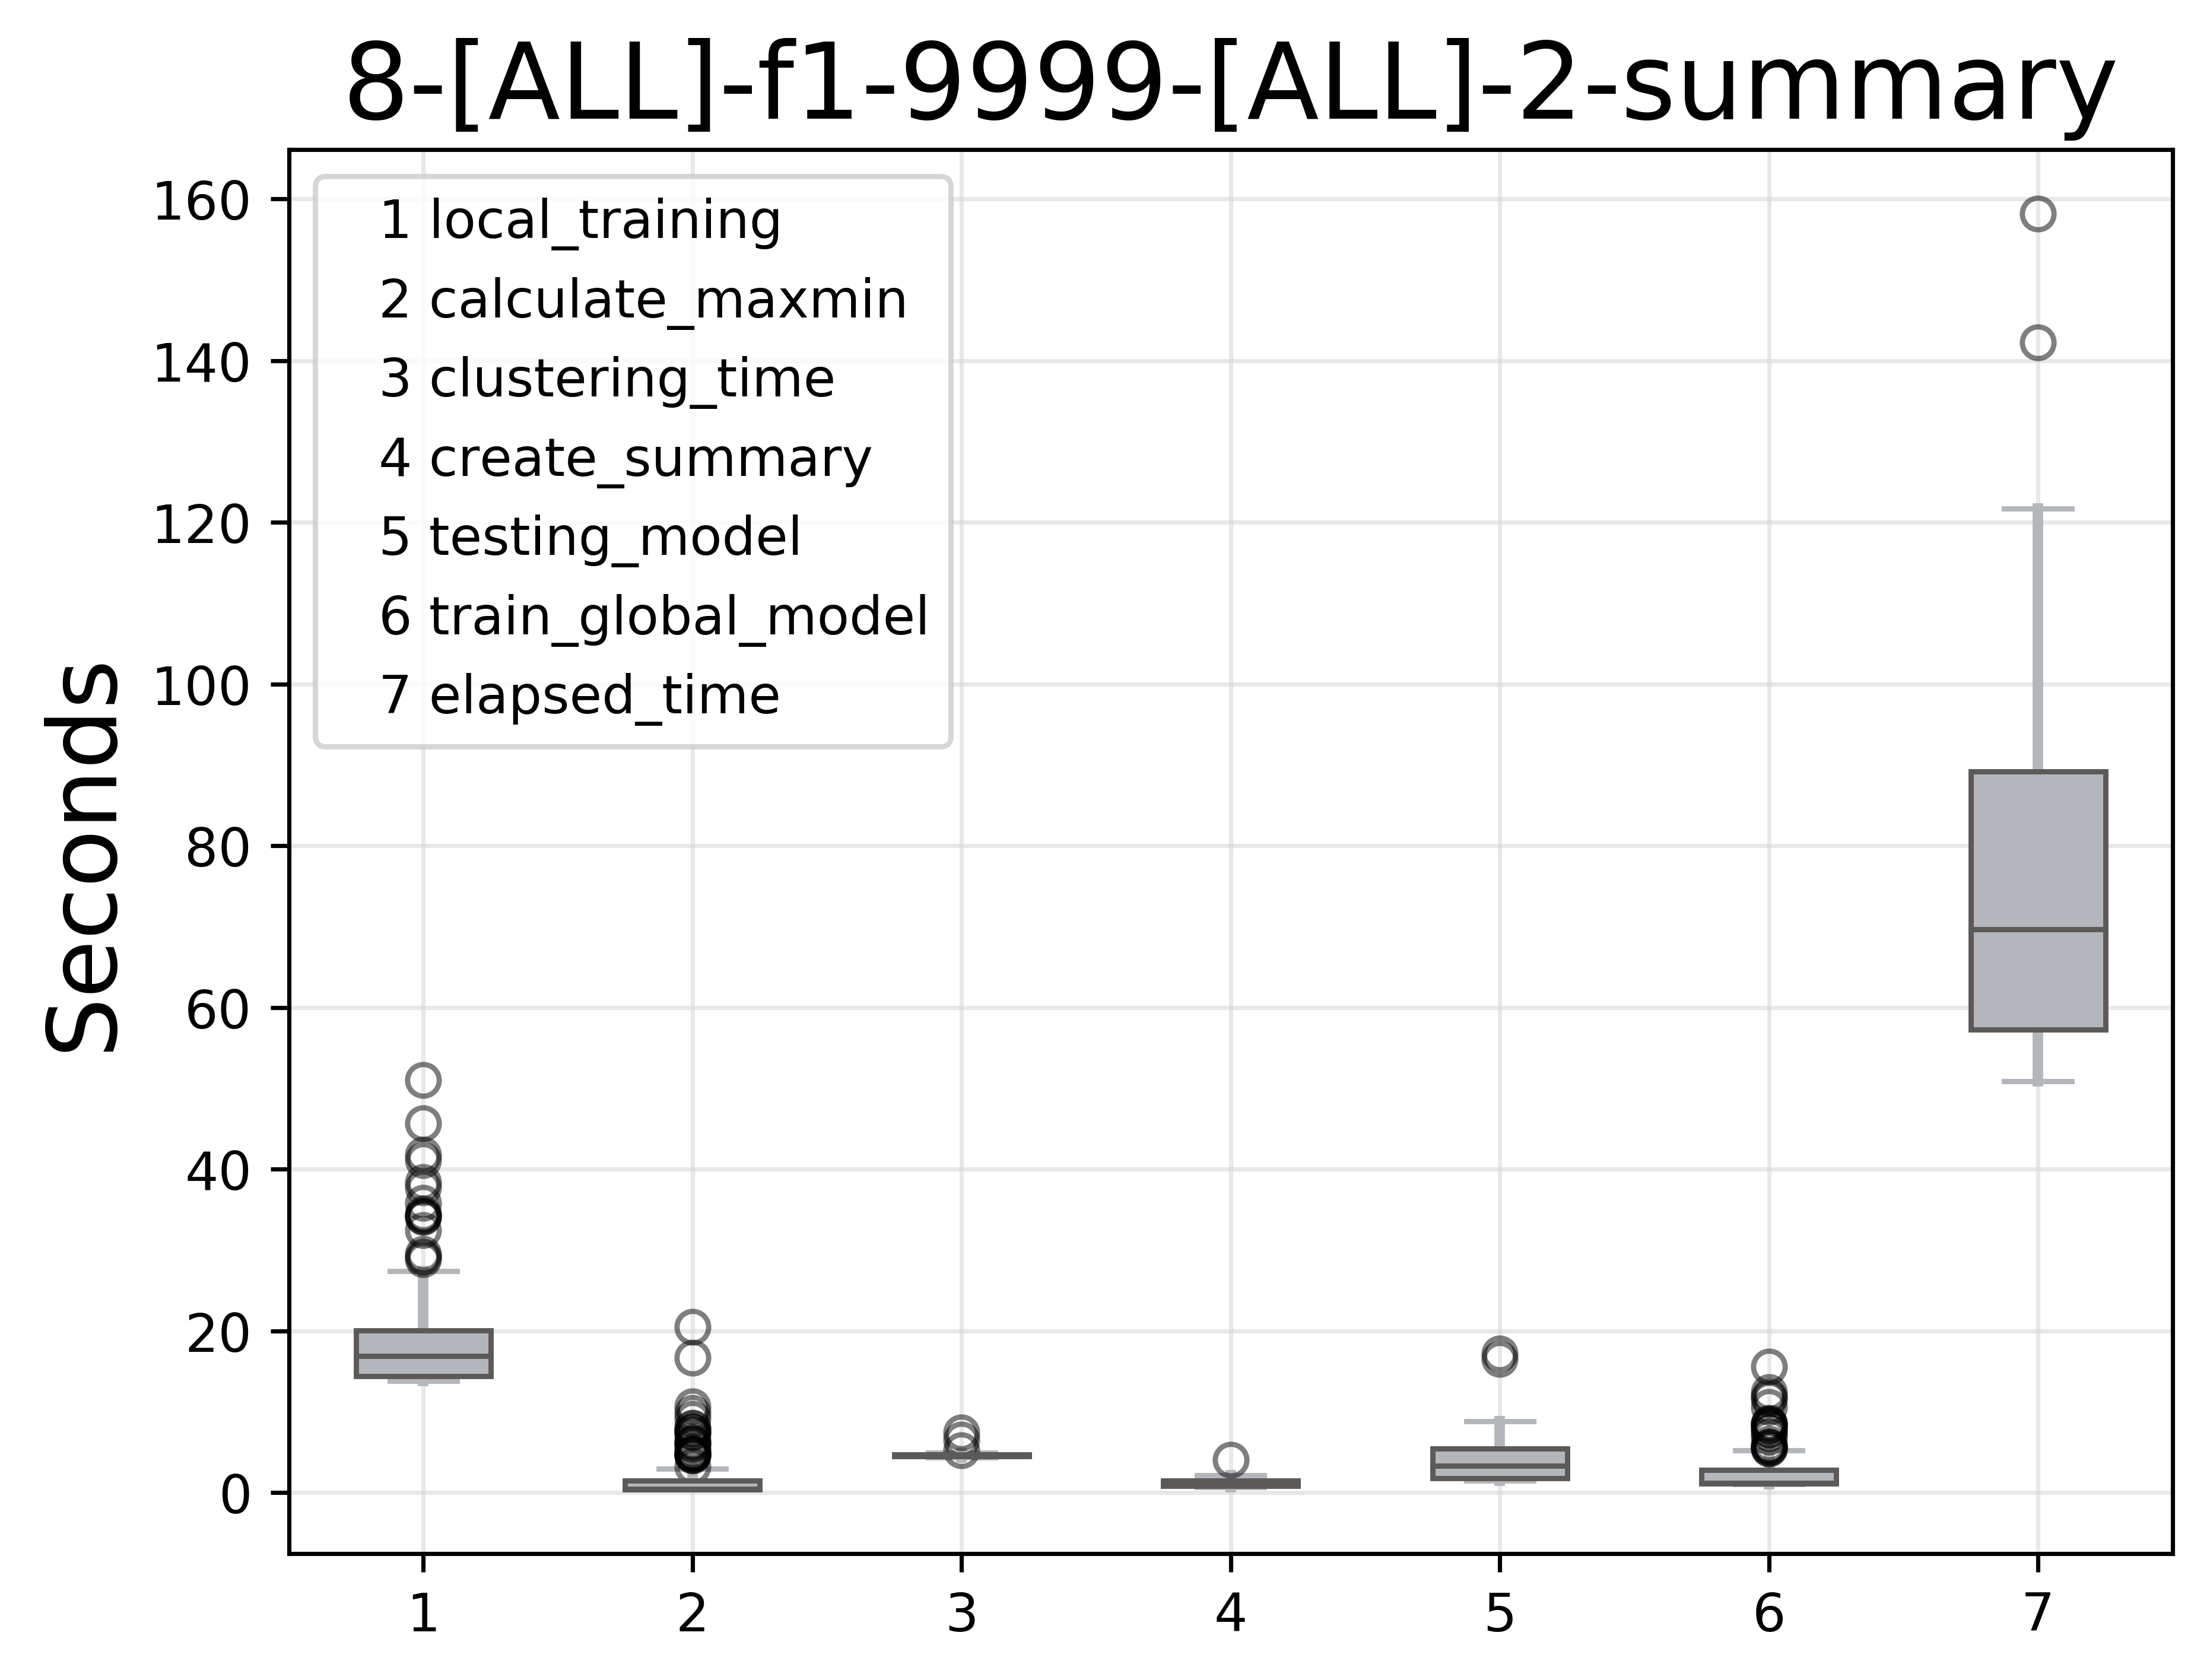 8-[ALL]-f1-9999-[ALL]-2-summary
Seconds
160
140
120
100
80
60
40
20
0
1 local_training
2 calculate_maxmin
3 clustering_time
4 create_summary
5 testing_model
6 train_global_model
7 elapsed_time
1 2 3 4 5 6 7